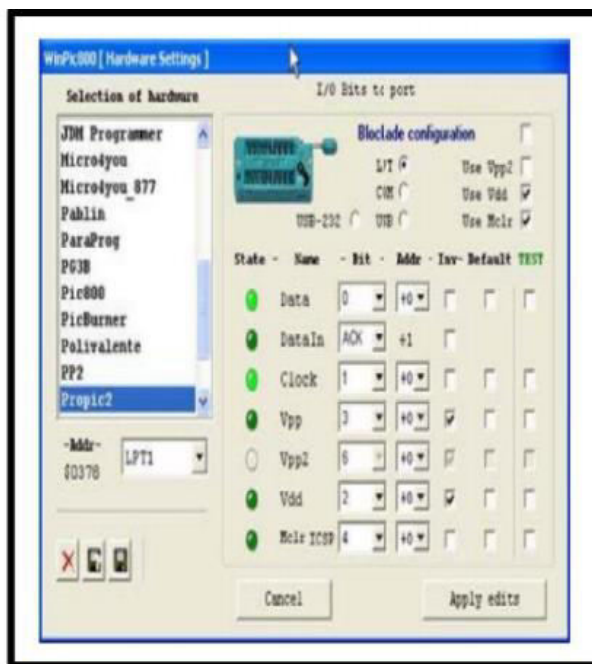 WinPic800 [ Hardware Settings ]
Selection of hardware
I/O Bits to port
JDM Programmer
Micro4you
Micro4you_877
Pablin
ParaProg
PG3B
Pic800
PicBurner
Polivalente
PP2
Propic2
-Addr-
$0378
LPT1
Bloclade configuration
LPT
COM
USB-232
USB
Use Vpp2
Use Vdd
Use Mclr
State - Name - Bit - Addr - Inv- Default TEST
Data 0 +0
DataIn ACK +1
Clock 1 +0
Vpp 3 +0
Vpp2 6 +0
Vdd 2 +0
Mclr ICSP 4 +0
Cancel
Apply edits